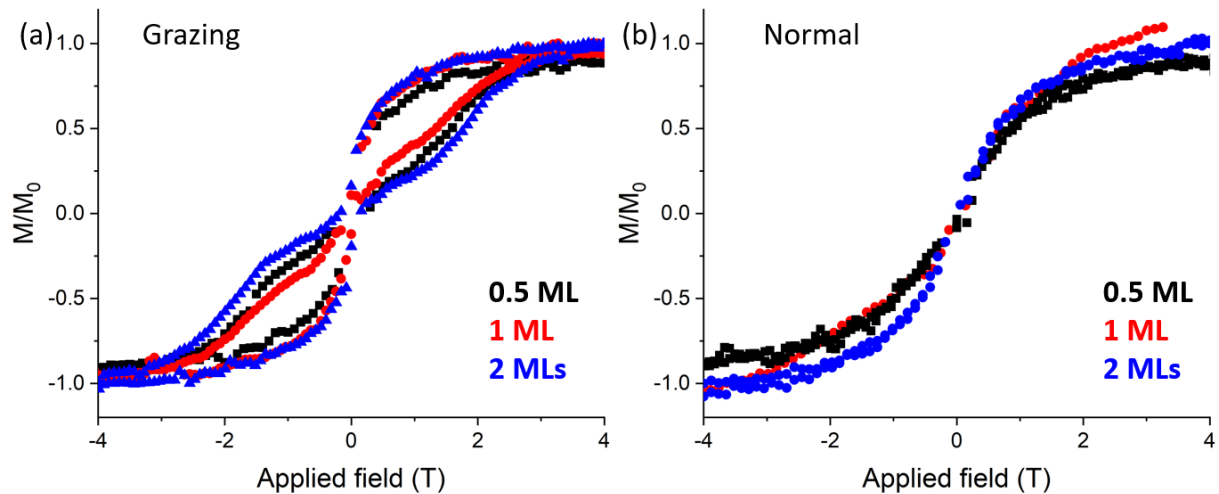 (a) Grazing
1.0
0.5
0.0
-0.5
-1.0
M/M₀
0.5 ML
1 ML
2 MLs
-4 -2 0 2 4
Applied field (T)
(b) Normal
1.0
0.5
0.0
-0.5
-1.0
M/M₀
0.5 ML
1 ML
2 MLs
-4 -2 0 2 4
Applied field (T)